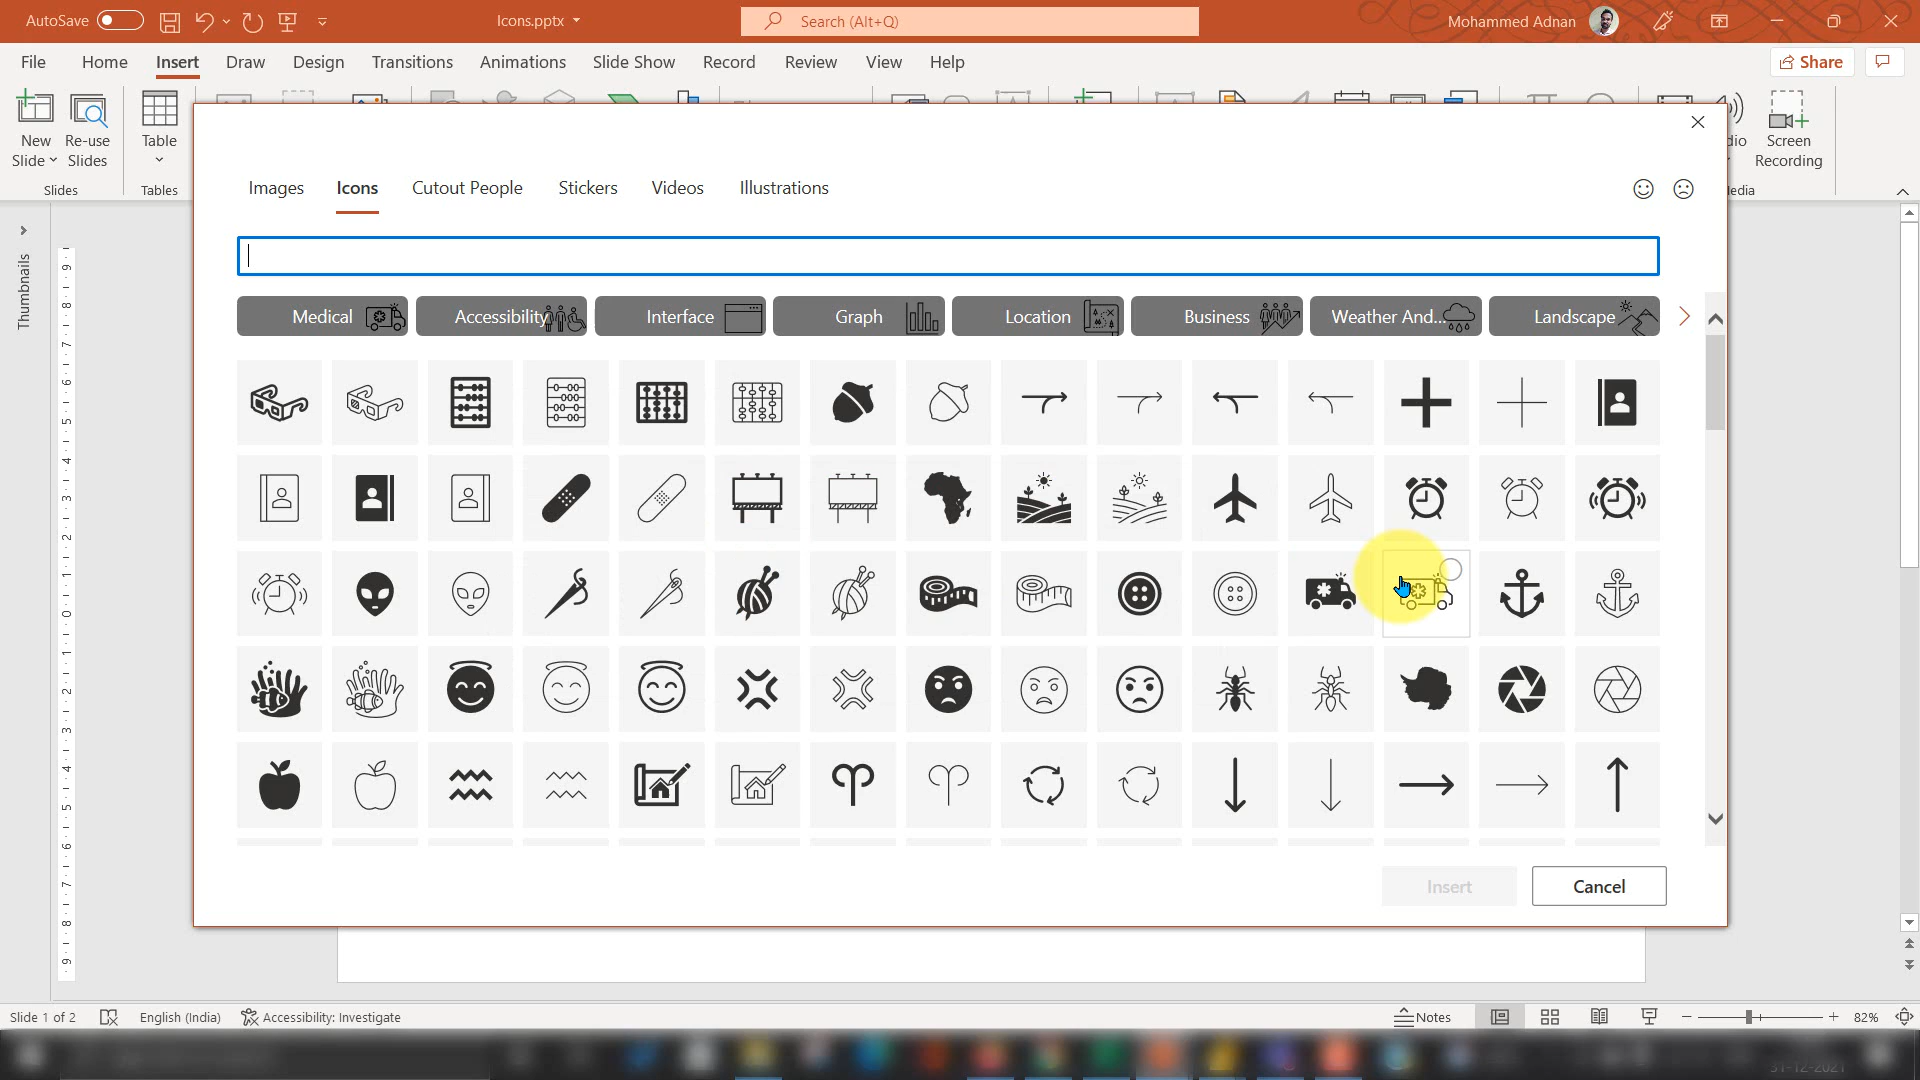 AutoSave
Icons.pptx
Search (Alt+Q)
Mohammed Adnan
File Home Insert Draw Design Transitions Animations Slide Show Record Review View Help
Share
New Slide
Re-use Slides
Table
Screen Recording
Slides
Tables
Images Icons Cutout People Stickers Videos Illustrations
Medical Accessibility Interface Graph Location Business Weather And... Landscape
Thumbnails
Insert
Cancel
Slide 1 of 2
English (India)
Accessibility: Investigate
Notes
82%
31-12-2021